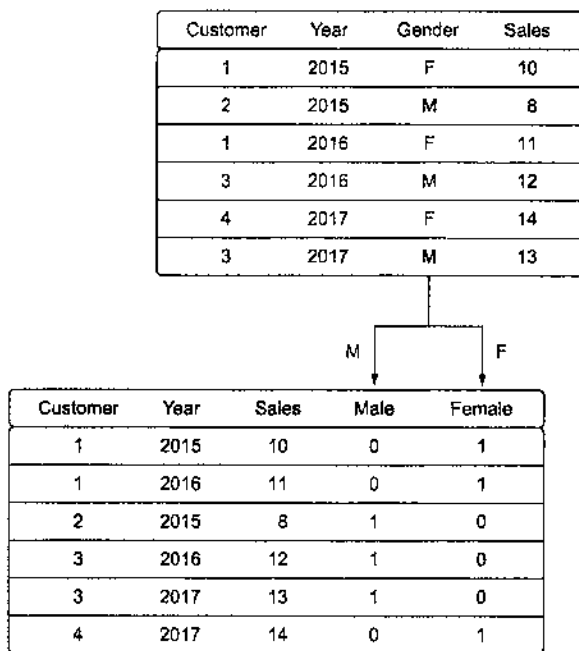 Customer Year Gender Sales
1 2015 F 10
2 2015 M 8
1 2016 F 11
3 2016 M 12
4 2017 F 14
3 2017 M 13
M F
Customer Year Sales Male Female
1 2015 10 0 1
1 2016 11 0 1
2 2015 8 1 0
3 2016 12 1 0
3 2017 13 1 0
4 2017 14 0 1